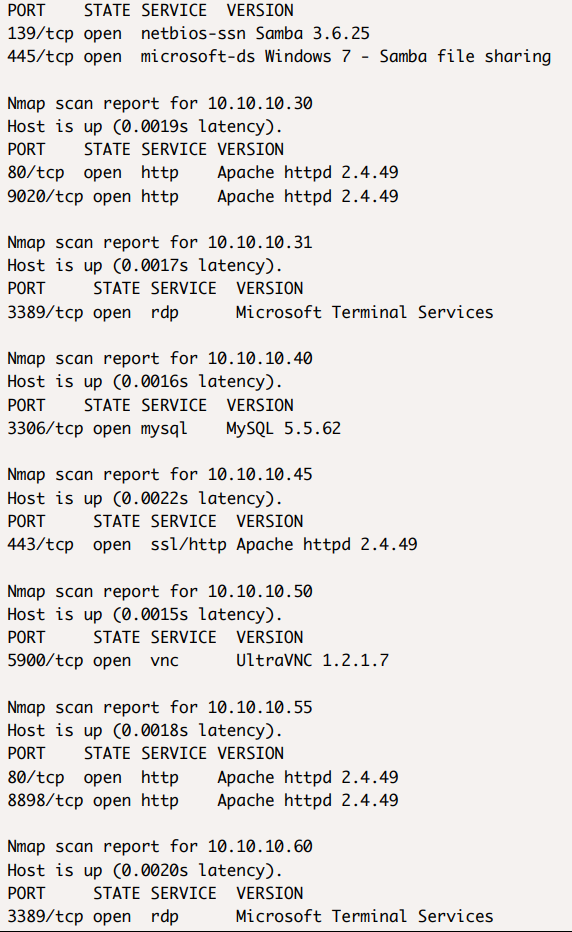 PORT    STATE SERVICE   VERSION
139/tcp open  netbios-ssn Samba 3.6.25
445/tcp open  microsoft-ds Windows 7 - Samba file sharing

Nmap scan report for 10.10.10.30
Host is up (0.0019s latency).
PORT    STATE SERVICE VERSION
80/tcp  open  http    Apache httpd 2.4.49
9020/tcp open http    Apache httpd 2.4.49

Nmap scan report for 10.10.10.31
Host is up (0.0017s latency).
PORT     STATE SERVICE  VERSION
3389/tcp open  rdp      Microsoft Terminal Services

Nmap scan report for 10.10.10.40
Host is up (0.0016s latency).
PORT    STATE SERVICE  VERSION
3306/tcp open mysql    MySQL 5.5.62

Nmap scan report for 10.10.10.45
Host is up (0.0022s latency).
PORT     STATE SERVICE  VERSION
443/tcp  open  ssl/http Apache httpd 2.4.49

Nmap scan report for 10.10.10.50
Host is up (0.0015s latency).
PORT     STATE SERVICE  VERSION
5900/tcp open  vnc      UltraVNC 1.2.1.7

Nmap scan report for 10.10.10.55
Host is up (0.0018s latency).
PORT    STATE SERVICE VERSION
80/tcp  open  http    Apache httpd 2.4.49
8898/tcp open http    Apache httpd 2.4.49

Nmap scan report for 10.10.10.60
Host is up (0.0020s latency).
PORT     STATE SERVICE  VERSION
3389/tcp open  rdp      Microsoft Terminal Services